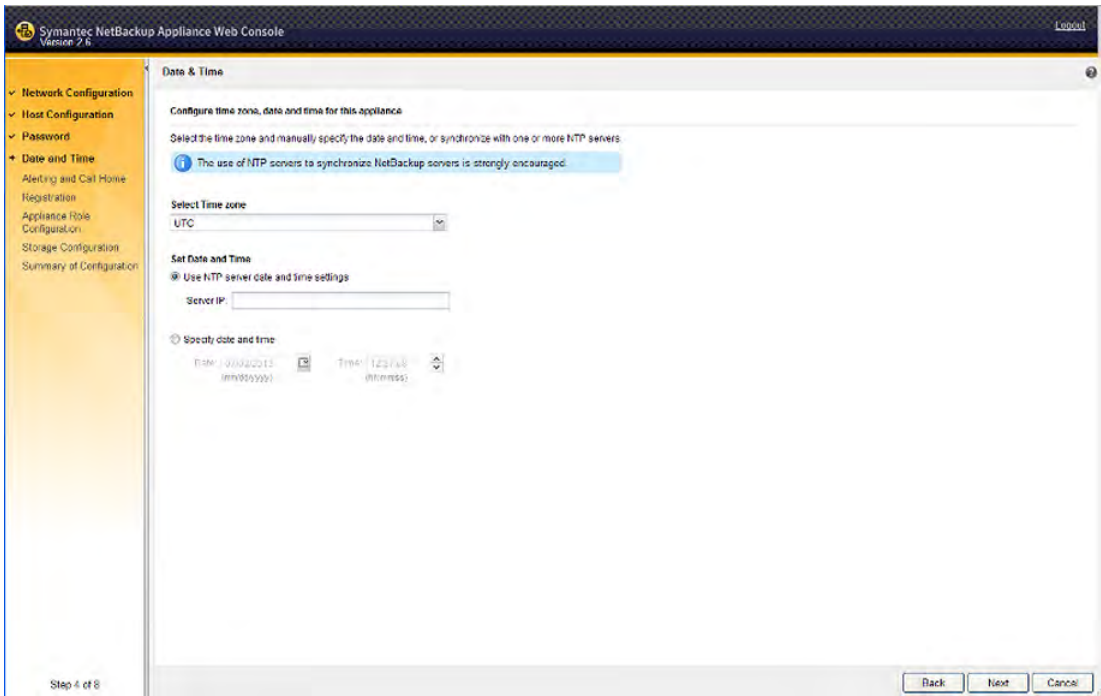 Symantec NetBackup Appliance Web Console
Version 2.6
Logout
Network Configuration
Host Configuration
Password
Date and Time
Alerting and Call Home
Registration
Appliance Role
Configuration
Storage Configuration
Summary of Configuration
Step 4 of 8
Date & Time
Configure time zone, date and time for this appliance
Select the time zone and manually specify the date and time, or synchronize with one or more NTP servers.
The use of NTP servers to synchronize NetBackup servers is strongly encouraged.
Select Time zone
UTC
Set Date and Time
Use NTP server date and time settings
Server IP:
Specify date and time
Date:
Time:
(mm/dd/yyyy)
(hh:mm:ss)
Back
Next
Cancel